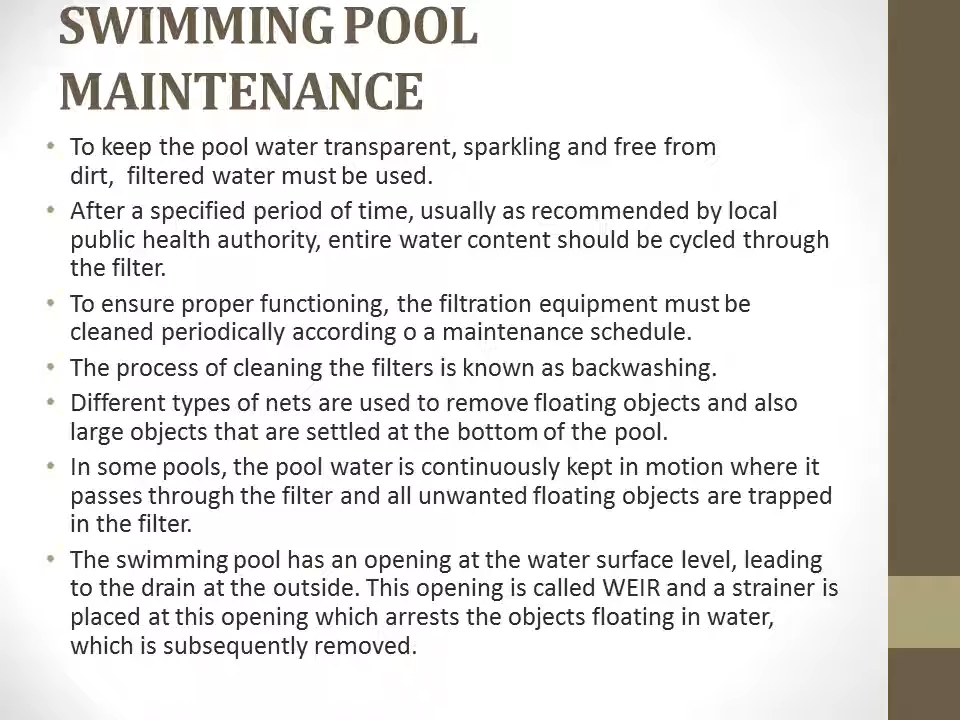 SWIMMING POOL
MAINTENANCE
• To keep the pool water transparent, sparkling and free from
dirt, filtered water must be used.
• After a specified period of time, usually as recommended by local
public health authority, entire water content should be cycled through
the filter.
• To ensure proper functioning, the filtration equipment must be
cleaned periodically according o a maintenance schedule.
• The process of cleaning the filters is known as backwashing.
• Different types of nets are used to remove floating objects and also
large objects that are settled at the bottom of the pool.
• In some pools, the pool water is continuously kept in motion where it
passes through the filter and all unwanted floating objects are trapped
in the filter.
• The swimming pool has an opening at the water surface level, leading
to the drain at the outside. This opening is called WEIR and a strainer is
placed at this opening which arrests the objects floating in water,
which is subsequently removed.